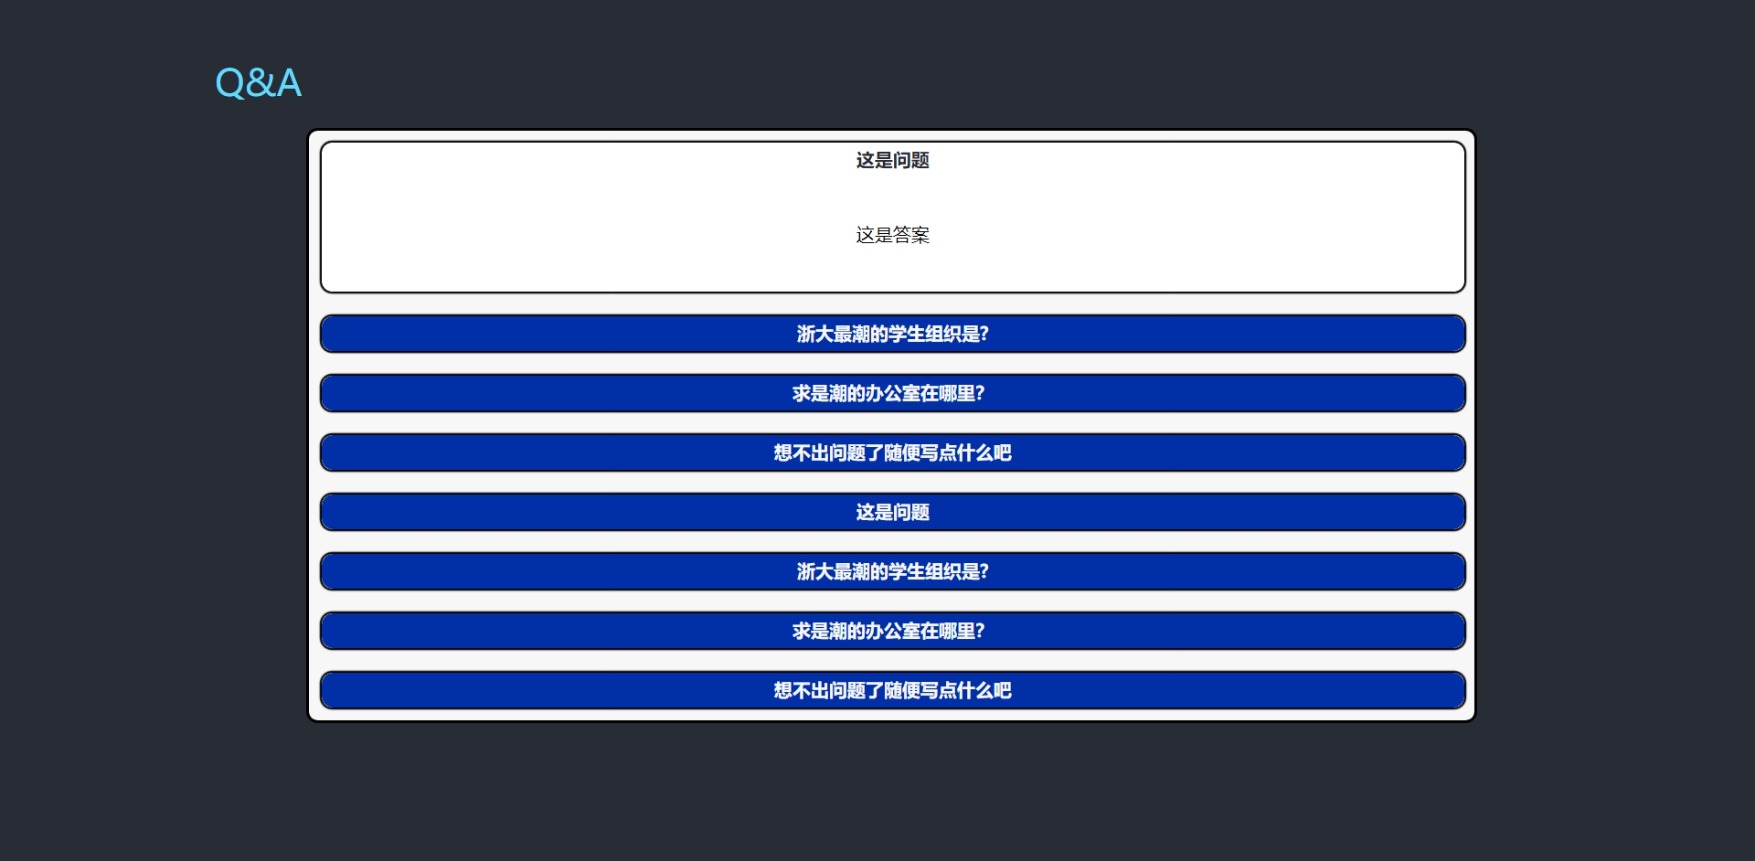 Q&A
这是问题
这是答案
浙大最潮的学生组织是?
求是潮的办公室在哪里?
想不出问题了随便写点什么吧
这是问题
浙大最潮的学生组织是?
求是潮的办公室在哪里?
想不出问题了随便写点什么吧